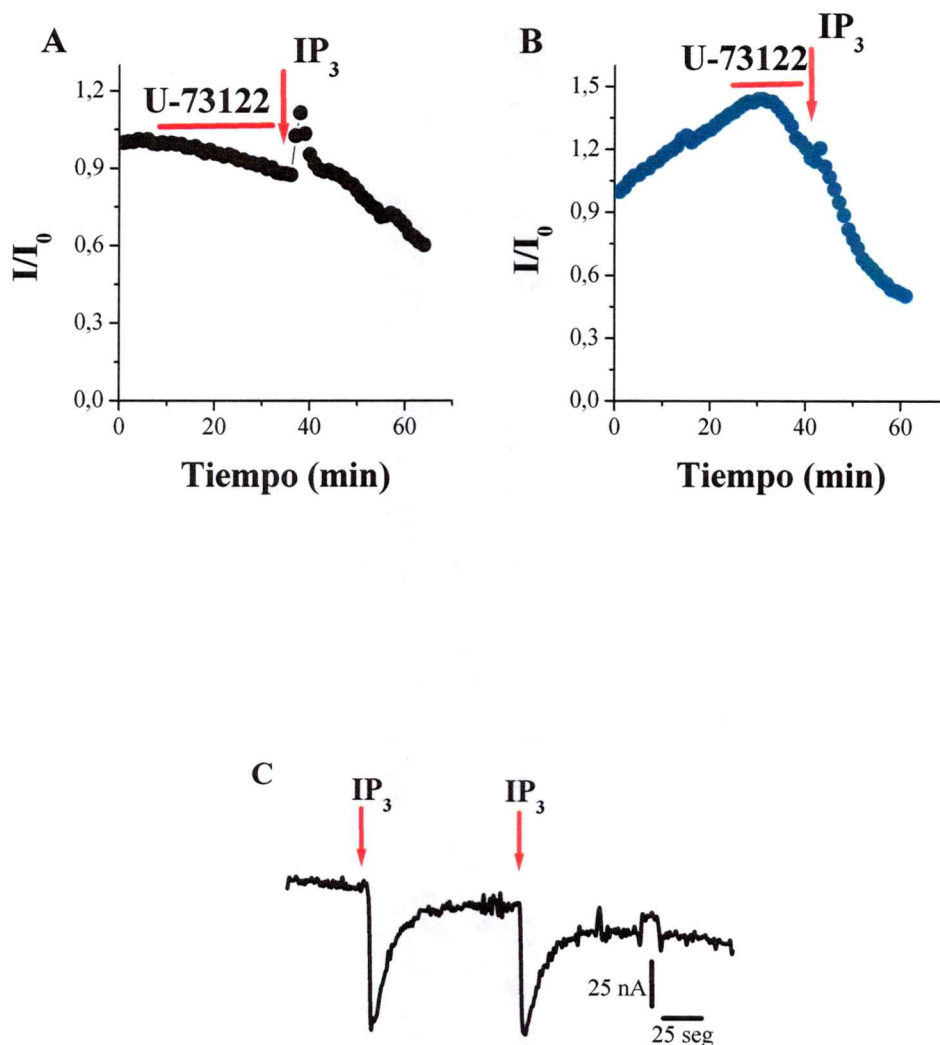 A
IP3
U-73122
1,2
0,9
0,6
0,3
0,0
I/I0
0 20 40 60
Tiempo (min)
B
IP3
U-73122
1,5
1,2
0,9
0,6
0,3
0,0
I/I0
0 20 40 60
Tiempo (min)
C
IP3 IP3
25 nA
25 seg